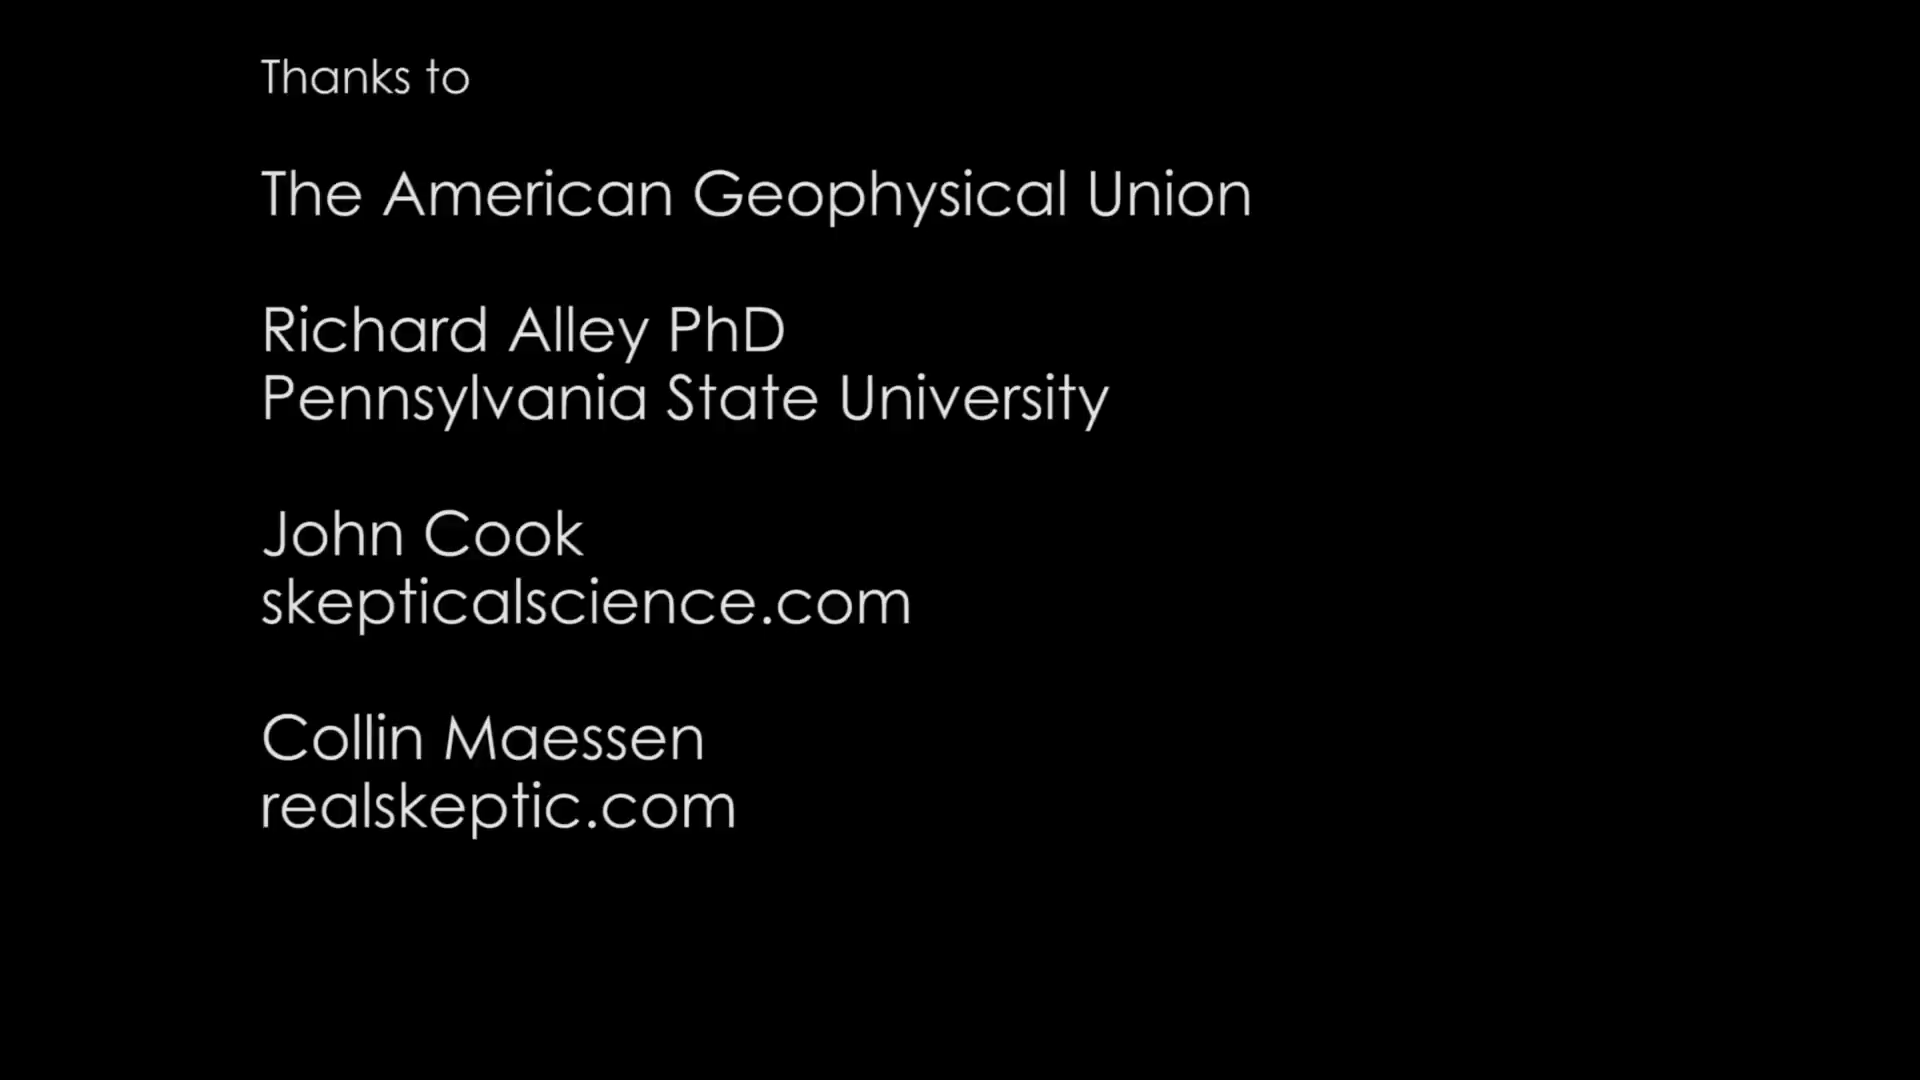 Thanks to
The American Geophysical Union
Richard Alley PhD
Pennsylvania State University
John Cook
skepticalscience.com
Collin Maessen
realskeptic.com